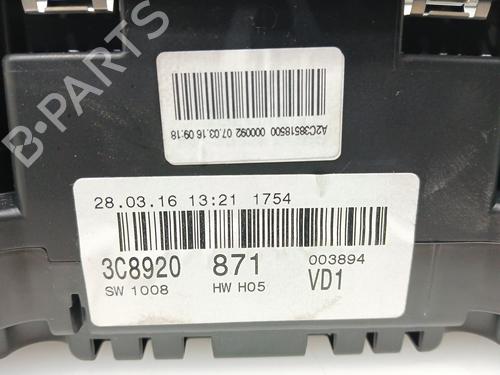 B-PARTS
A2C38518500 000092 07.03.16 09:18
28.03.16 13:21 1754
3C8920 871 003894
SW 1008 HW H05 VD1